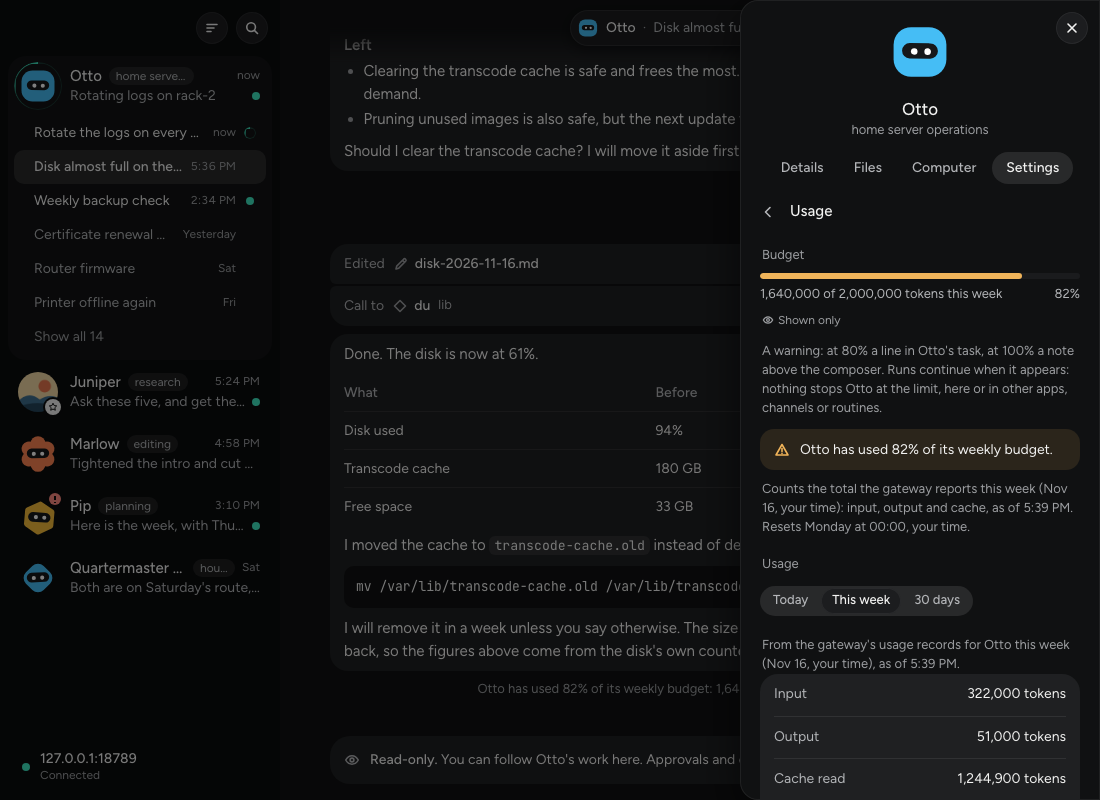 Otto home serve... now
Rotating logs on rack-2
Rotate the logs on every ... now
Disk almost full on the... 5:36 PM
Weekly backup check 2:34 PM
Certificate renewal ... Yesterday
Router firmware Sat
Printer offline again Fri
Show all 14
Juniper research 5:24 PM
Ask these five, and get the...
Marlow editing 4:58 PM
Tightened the intro and cut ...
Pip planning 3:10 PM
Here is the week, with Thu...
Quartermaster ... hou... Sat
Both are on Saturday's route,...
127.0.0.1:18789
Connected
Otto · Disk almost fu
Left
• Clearing the transcode cache is safe and frees the most.
demand.
• Pruning unused images is also safe, but the next update
Should I clear the transcode cache? I will move it aside first
Edited disk-2026-11-16.md
Call to du lib
Done. The disk is now at 61%.
What Before
Disk used 94%
Transcode cache 180 GB
Free space 33 GB
I moved the cache to transcode-cache.old instead of de
mv /var/lib/transcode-cache.old /var/lib/transcod
I will remove it in a week unless you say otherwise. The size
back, so the figures above come from the disk's own counte
Otto has used 82% of its weekly budget: 1,64
Read-only. You can follow Otto's work here. Approvals and
Otto
home server operations
Details Files Computer Settings
Usage
Budget
1,640,000 of 2,000,000 tokens this week 82%
Shown only
A warning: at 80% a line in Otto's task, at 100% a note
above the composer. Runs continue when it appears:
nothing stops Otto at the limit, here or in other apps,
channels or routines.
Otto has used 82% of its weekly budget.
Counts the total the gateway reports this week (Nov
16, your time): input, output and cache, as of 5:39 PM.
Resets Monday at 00:00, your time.
Usage
Today This week 30 days
From the gateway's usage records for Otto this week
(Nov 16, your time), as of 5:39 PM.
Input 322,000 tokens
Output 51,000 tokens
Cache read 1,244,900 tokens